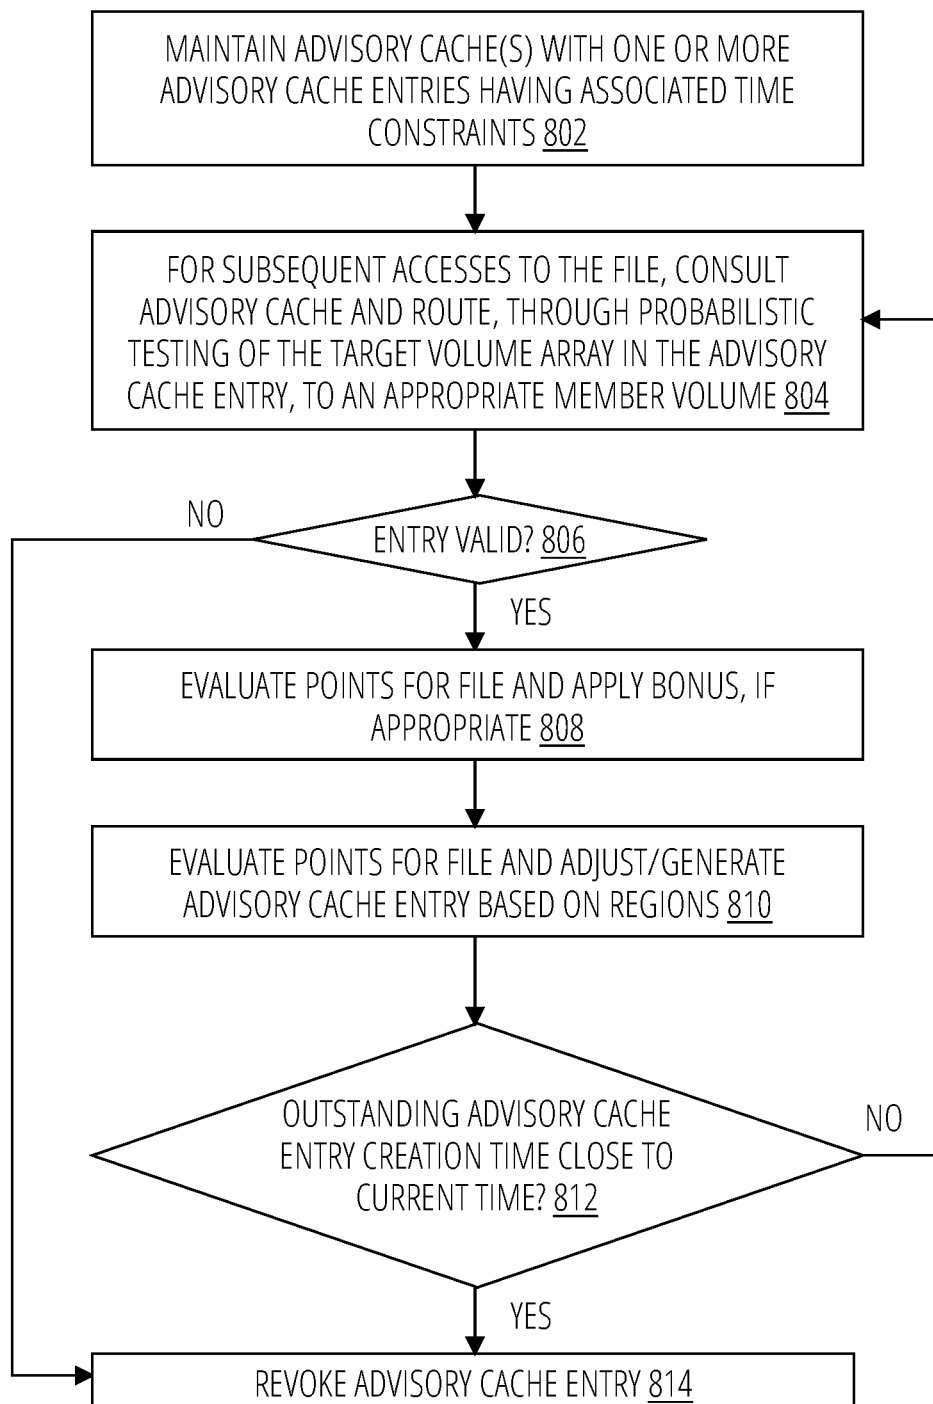 MAINTAIN ADVISORY CACHE(S) WITH ONE OR MORE
ADVISORY CACHE ENTRIES HAVING ASSOCIATED TIME
CONSTRAINTS 802
FOR SUBSEQUENT ACCESSES TO THE FILE, CONSULT
ADVISORY CACHE AND ROUTE, THROUGH PROBABILISTIC
TESTING OF THE TARGET VOLUME ARRAY IN THE ADVISORY
CACHE ENTRY, TO AN APPROPRIATE MEMBER VOLUME 804
NO
ENTRY VALID? 806
YES
EVALUATE POINTS FOR FILE AND APPLY BONUS, IF
APPROPRIATE 808
EVALUATE POINTS FOR FILE AND ADJUST/GENERATE
ADVISORY CACHE ENTRY BASED ON REGIONS 810
OUTSTANDING ADVISORY CACHE
ENTRY CREATION TIME CLOSE TO
CURRENT TIME? 812
NO
YES
REVOKE ADVISORY CACHE ENTRY 814